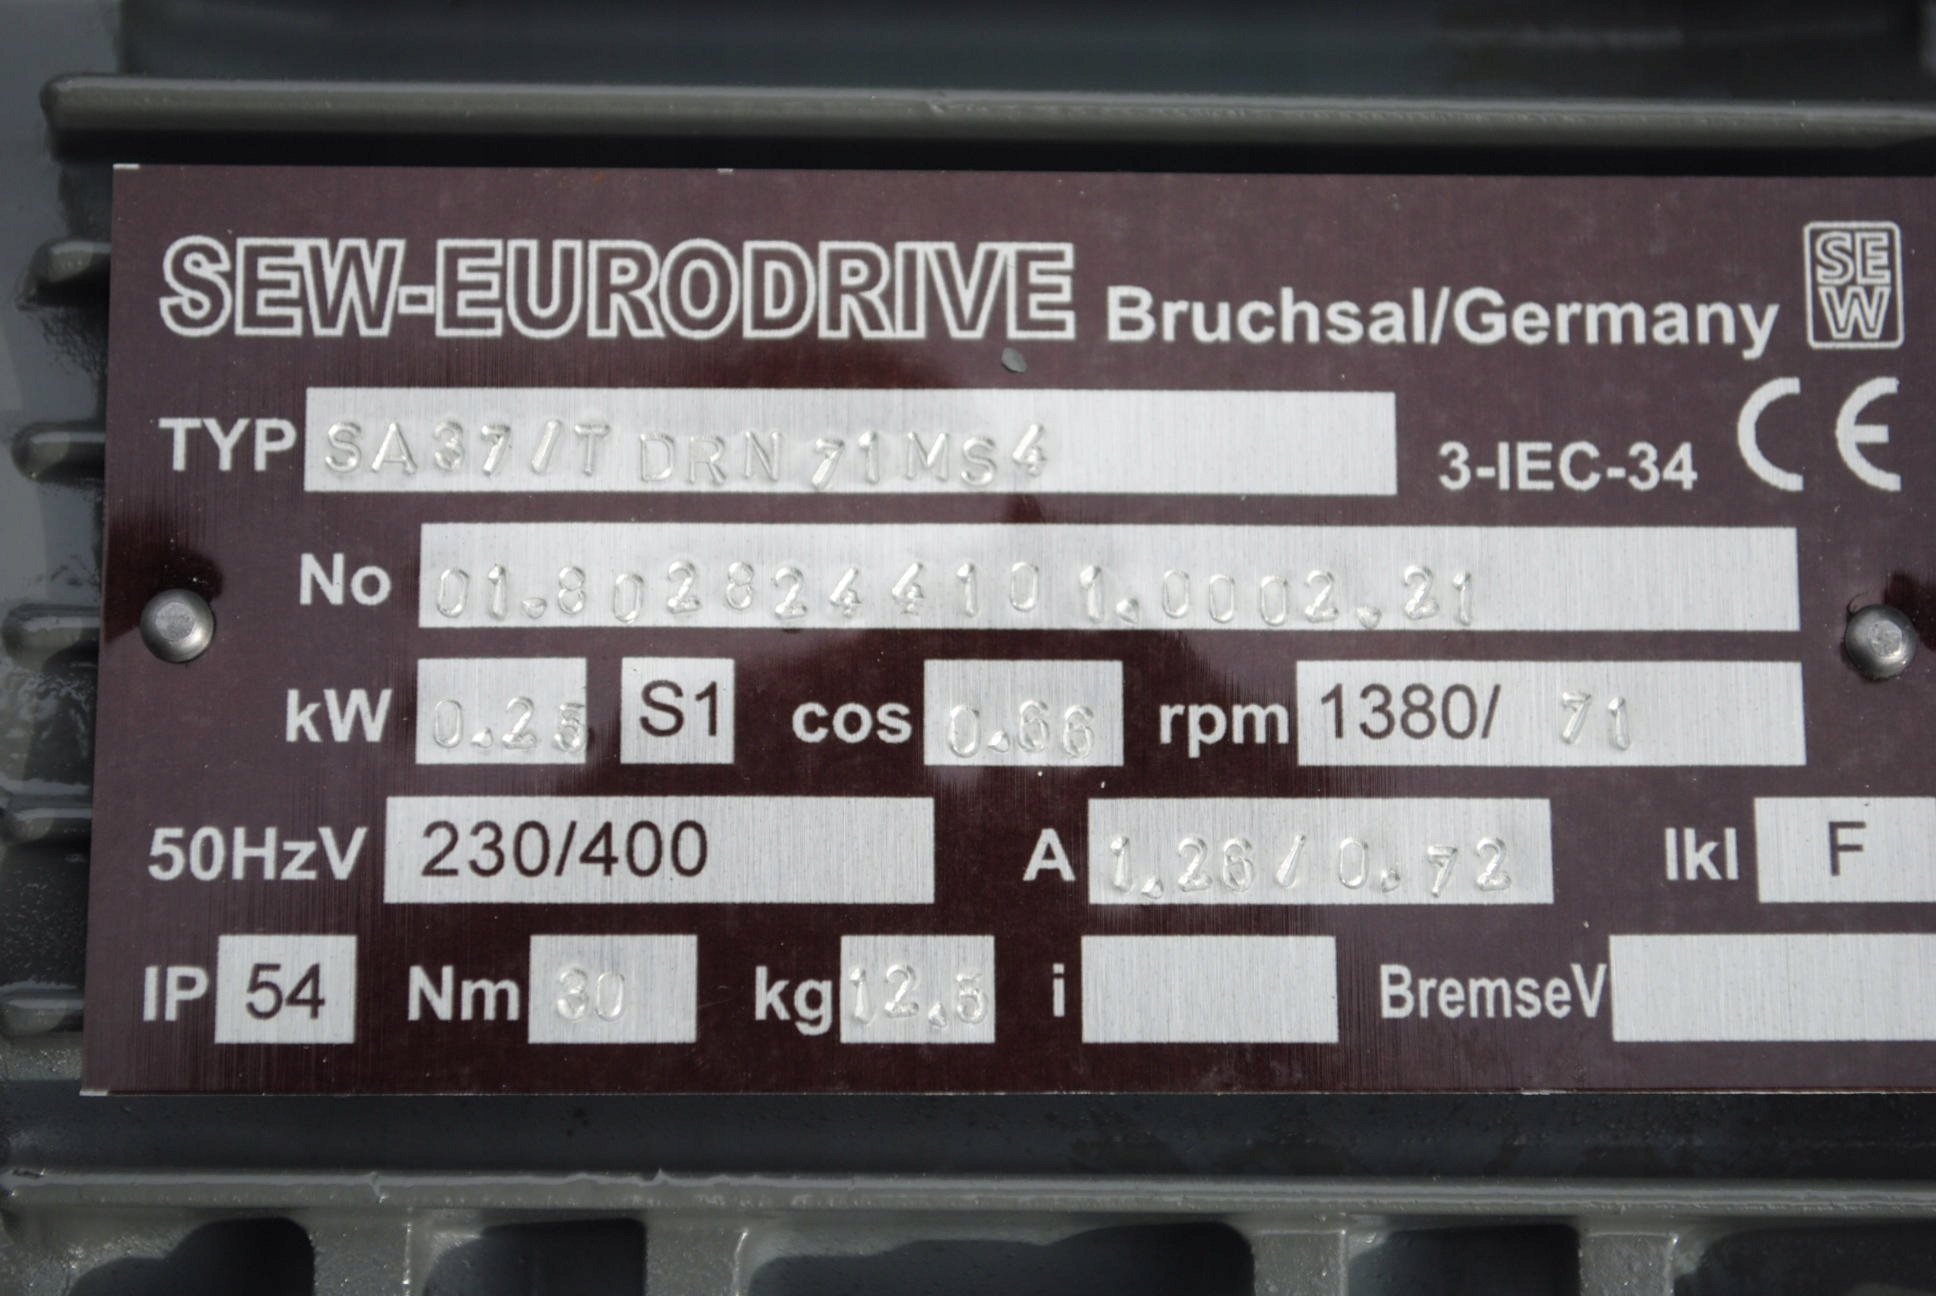 SEW-EURODRIVE Bruchsal/Germany SEW
TYP SA37/T DRN 71MS4 3-IEC-34 CE
No 01.8028244101.0002.21
kW 0.25 S1 cos 0.66 rpm 1380/ 71
50HzV 230/400 A 1.26/0.72 Ikl F
IP 54 Nm 30 kg 12.5 i BremseV